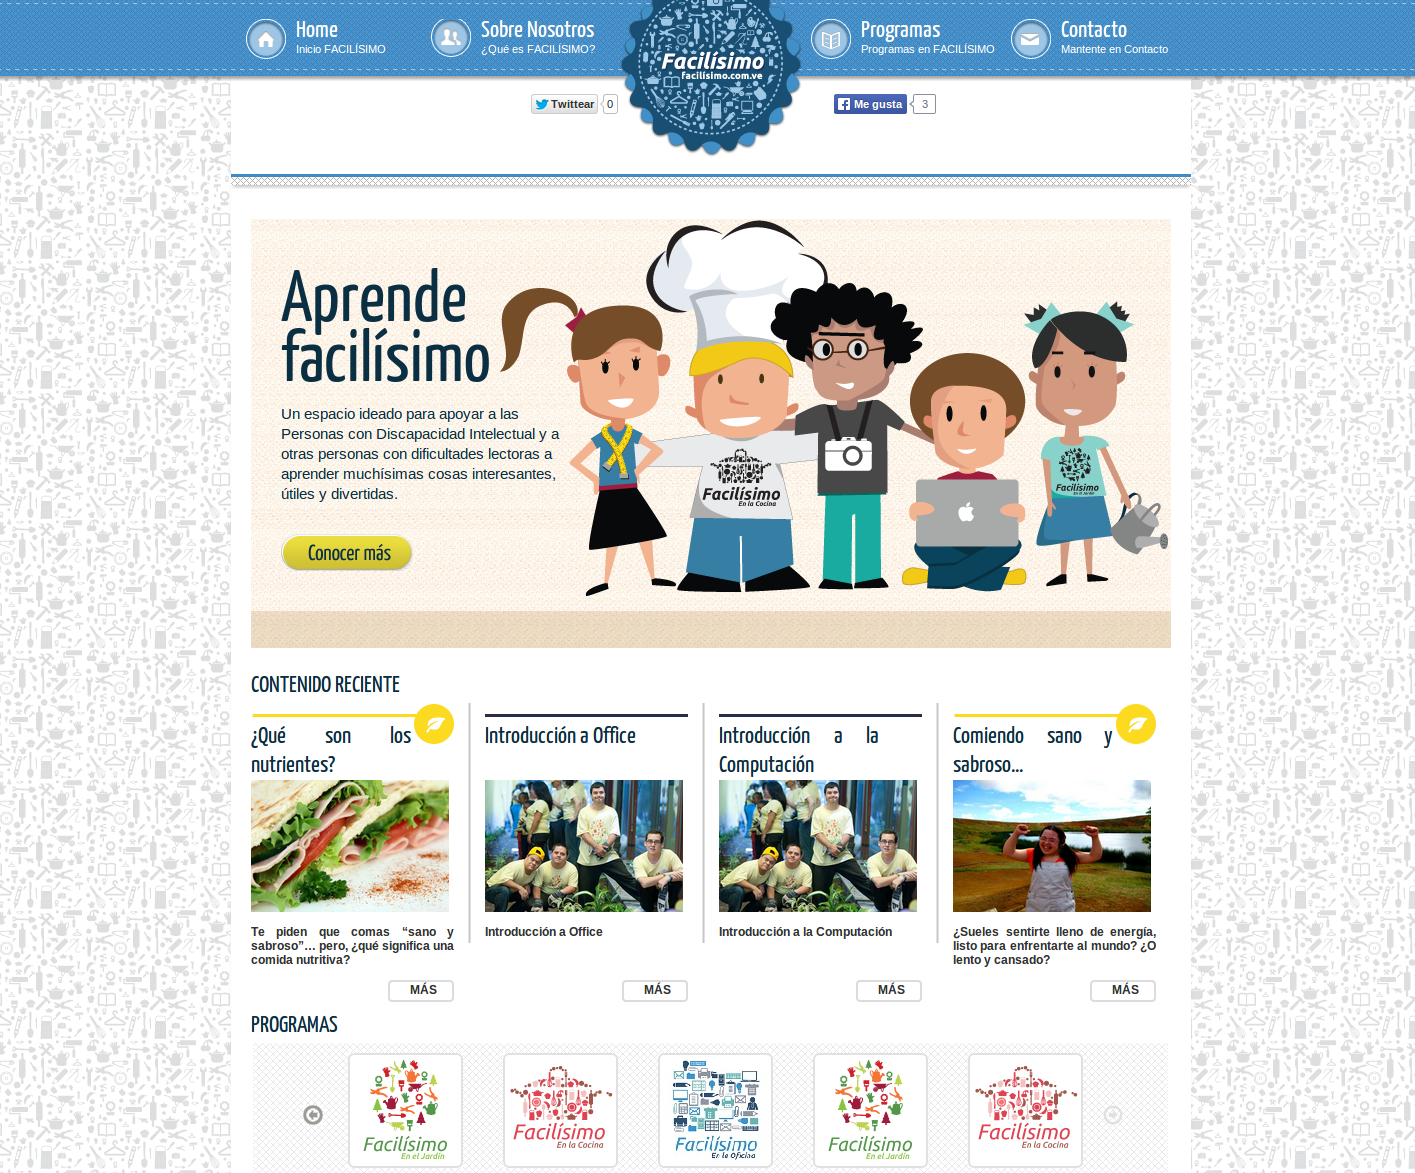 Home
Inicio FACILÍSIMO
Sobre Nosotros
¿Qué es FACILÍSIMO?
Facilísimo
facilísimo.com.ve
Programas
Programas en FACILÍSIMO
Contacto
Mantente en Contacto
Twittear 0
Me gusta 3
Aprende
facilísimo
Un espacio ideado para apoyar a las
Personas con Discapacidad Intelectual y a
otras personas con dificultades lectoras a
aprender muchísimas cosas interesantes,
útiles y divertidas.
Conocer más
Facilísimo
En la Cocina
Facilísimo
En el Jardín
CONTENIDO RECIENTE
¿Qué son los
nutrientes?
Te piden que comas “sano y
sabroso”… pero, ¿qué significa una
comida nutritiva?
MÁS
Introducción a Office
Introducción a Office
MÁS
Introducción a la
Computación
Introducción a la Computación
MÁS
Comiendo sano y
sabroso...
¿Sueles sentirte lleno de energía,
listo para enfrentarte al mundo? ¿O
lento y cansado?
MÁS
PROGRAMAS
Facilísimo
En el Jardín
Facilísimo
En la Cocina
Facilísimo
En la Oficina
Facilísimo
En el Jardín
Facilísimo
En la Cocina